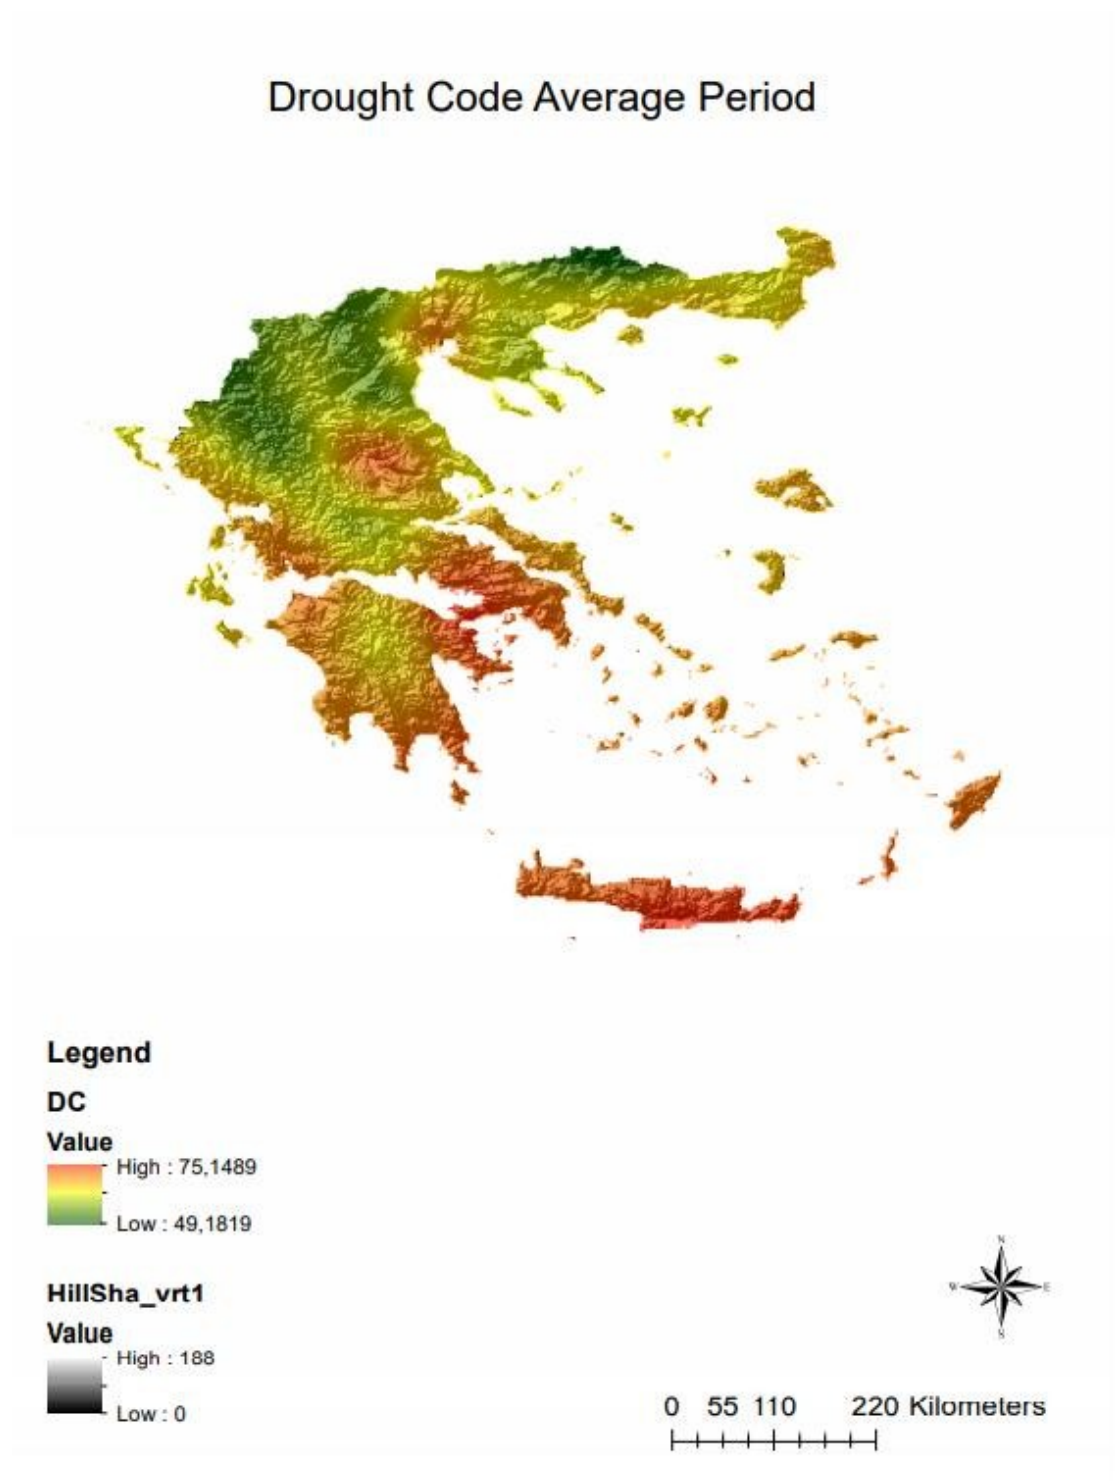 Drought Code Average Period
Legend
DC
Value
High : 75,1489
Low : 49,1819
HillSha_vrt1
Value
High : 188
Low : 0
N
W E
S
0 55 110 220 Kilometers